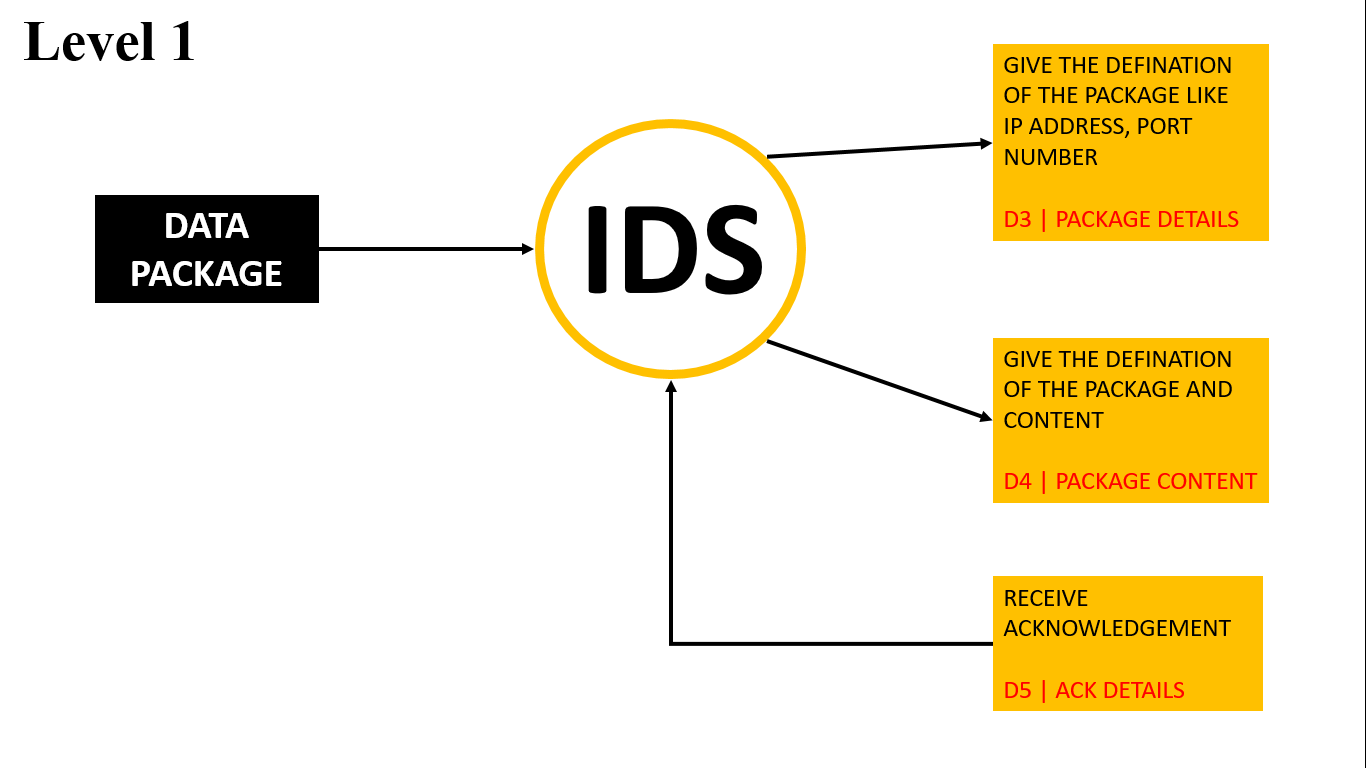 Level 1
DATA
PACKAGE
IDS
GIVE THE DEFINATION
OF THE PACKAGE LIKE
IP ADDRESS, PORT
NUMBER
D3 | PACKAGE DETAILS
GIVE THE DEFINATION
OF THE PACKAGE AND
CONTENT
D4 | PACKAGE CONTENT
RECEIVE
ACKNOWLEDGEMENT
D5 | ACK DETAILS